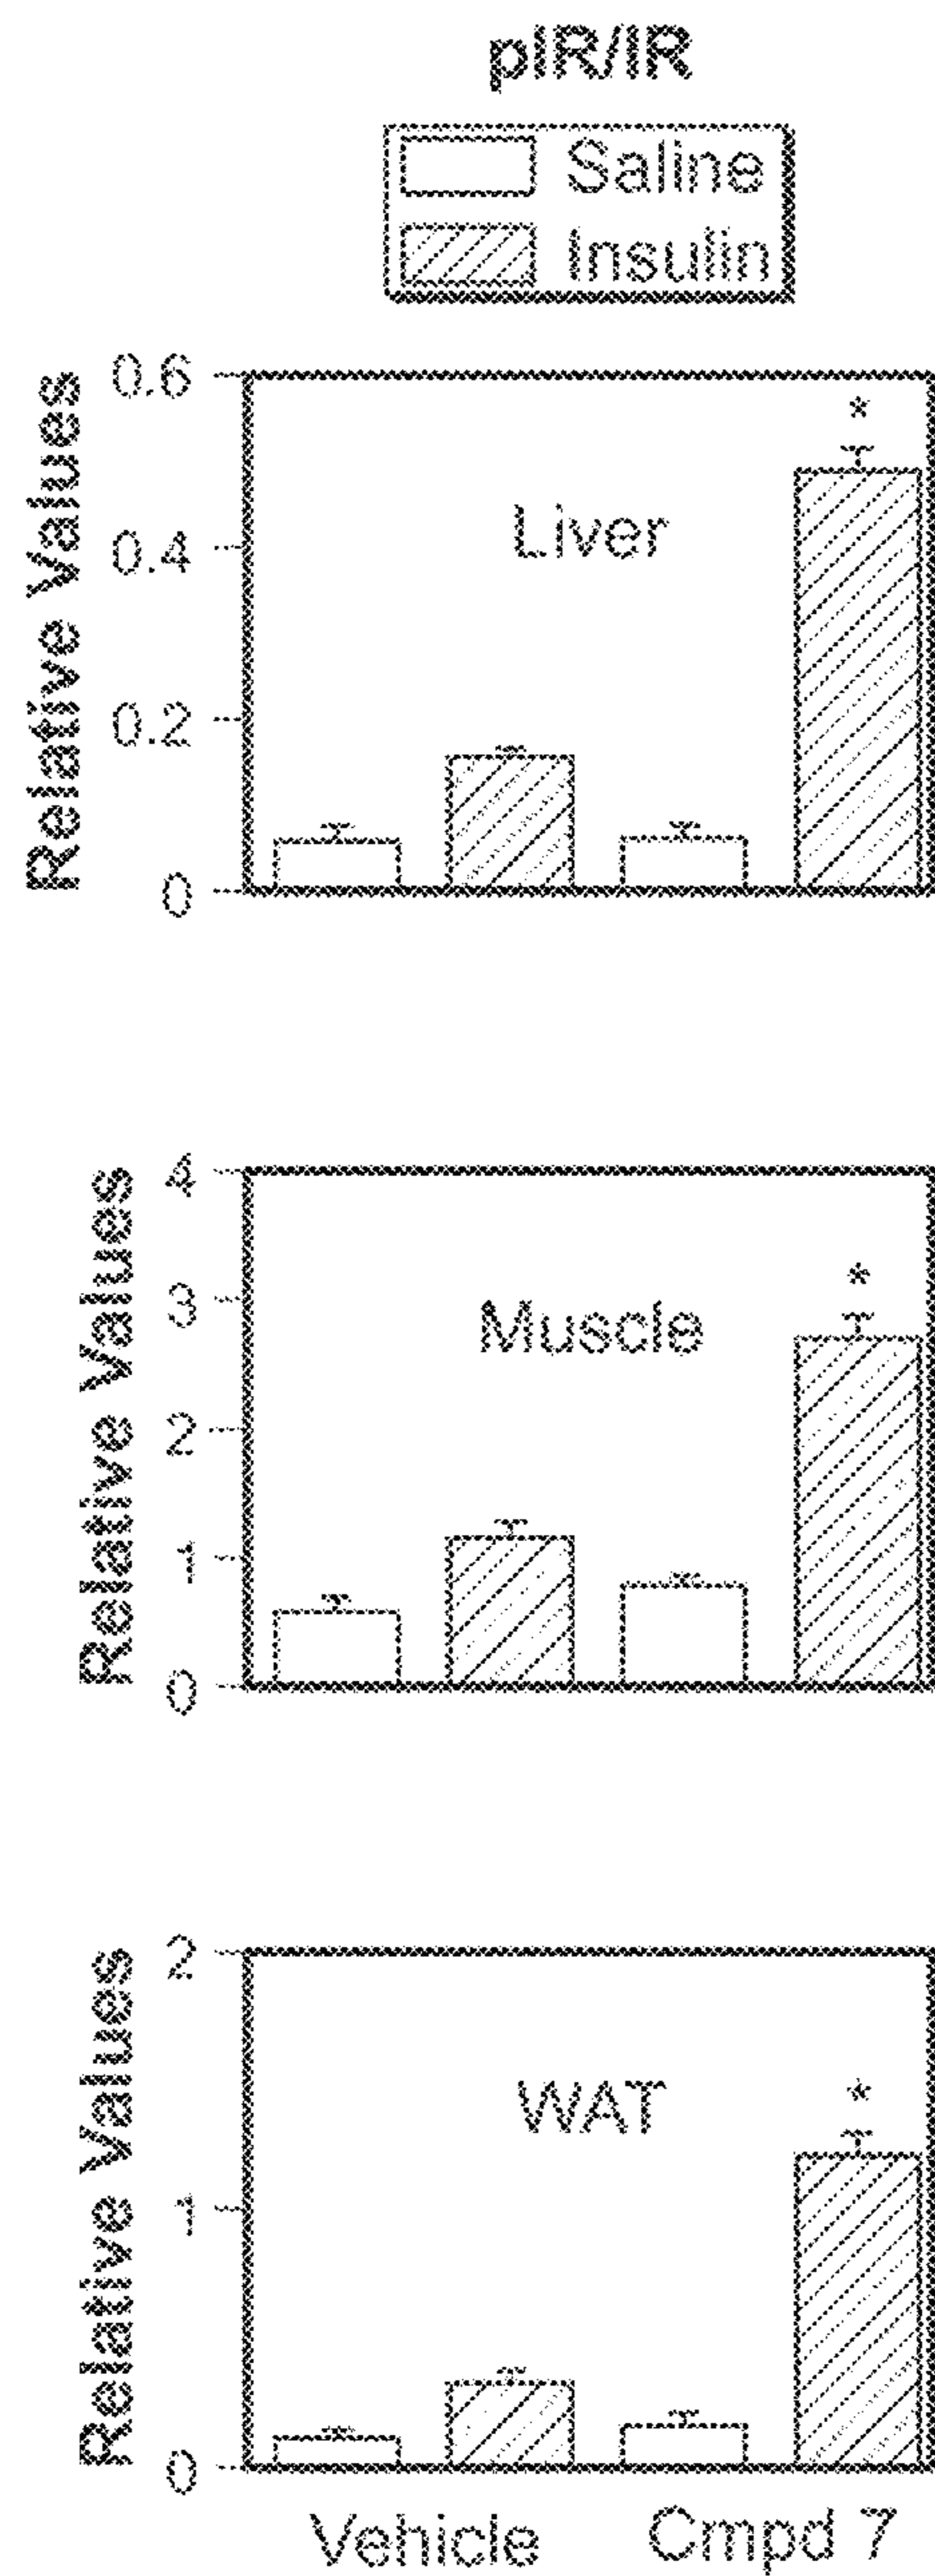 pIR/IR
Saline
Insulin
Relative Values
0.6
0.4
0.2
0
Liver
*
Relative Values
4
3
2
1
0
Muscle
*
Relative Values
2
1
0
WAT
*
Vehicle Cmpd 7